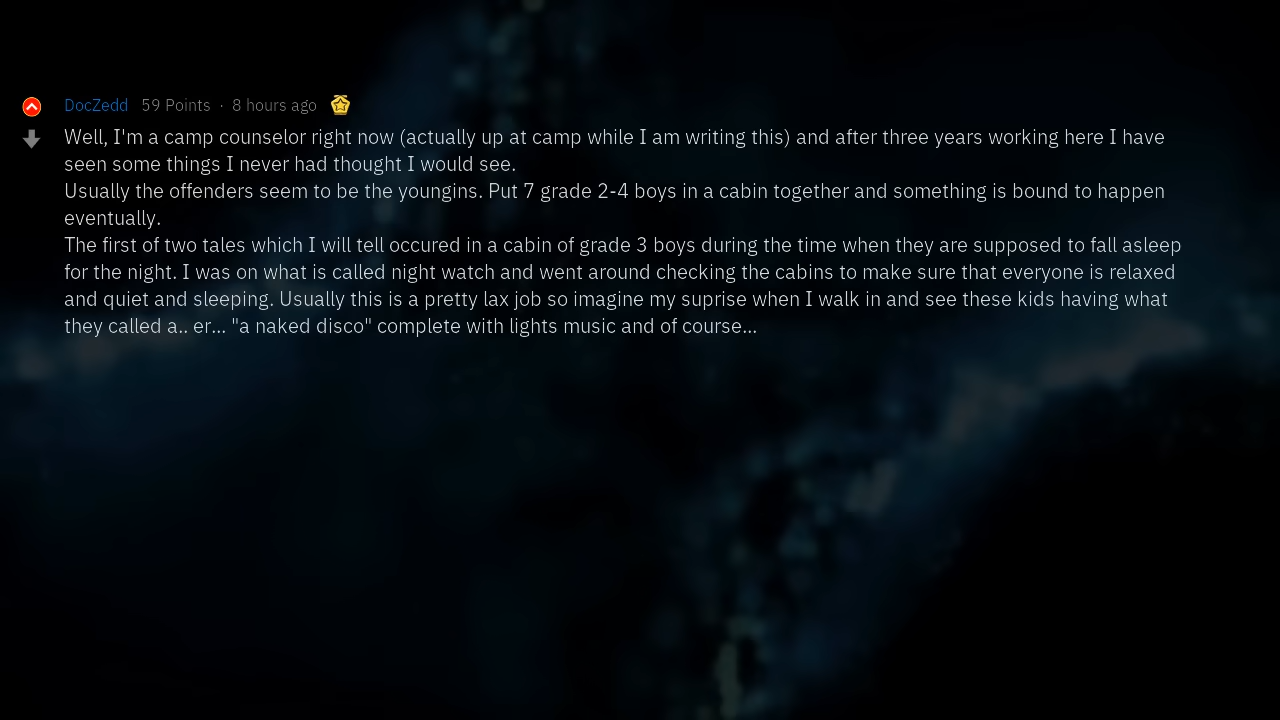 DocZedd 59 Points · 8 hours ago
Well, I'm a camp counselor right now (actually up at camp while I am writing this) and after three years working here I have
seen some things I never had thought I would see.
Usually the offenders seem to be the youngins. Put 7 grade 2-4 boys in a cabin together and something is bound to happen
eventually.
The first of two tales which I will tell occured in a cabin of grade 3 boys during the time when they are supposed to fall asleep
for the night. I was on what is called night watch and went around checking the cabins to make sure that everyone is relaxed
and quiet and sleeping. Usually this is a pretty lax job so imagine my suprise when I walk in and see these kids having what
they called a.. er... "a naked disco" complete with lights music and of course...